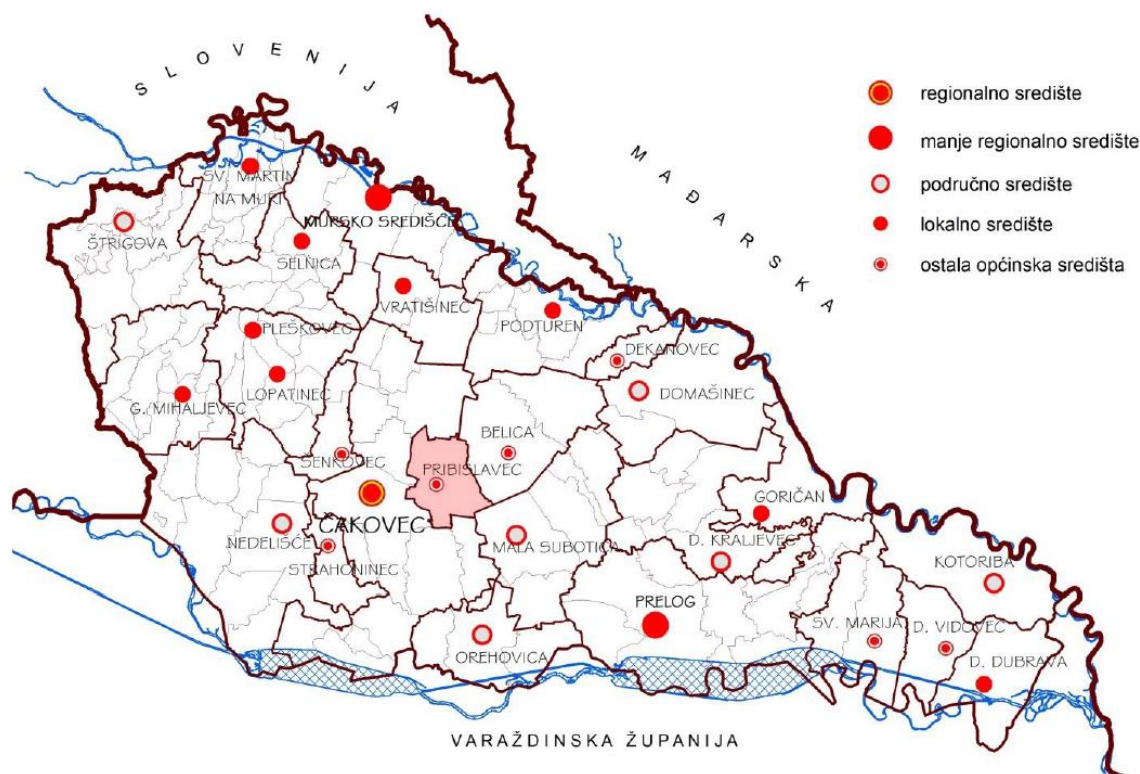 SLOVENIJA
MAĐARSKA
regionalno središte
manje regionalno središte
područno središte
lokalno središte
ostala općinska središta
SV. MARTIN
NA MURI
ŠTRIGOVA
MURSKO SREDIŠĆE
SELNICA
VRATIŠINEC
PLEŠKOVEC
PODTUREN
DEKANOVEC
LOPATINEC
G. MIHALJEVEC
DOMAŠINEC
BELICA
ŠENKOVEC
PRIBISLAVEC
GORIČAN
ČAKOVEC
NEDELIŠĆE
MALA SUBOTICA
D. KRALJEVEC
STRAHONINEC
KOTORIBA
PRELOG
SV. MARIJA
D. VIDOVEC
OREHOVICA
D. DUBRAVA
VARAŽDINSKA ŽUPANIJA